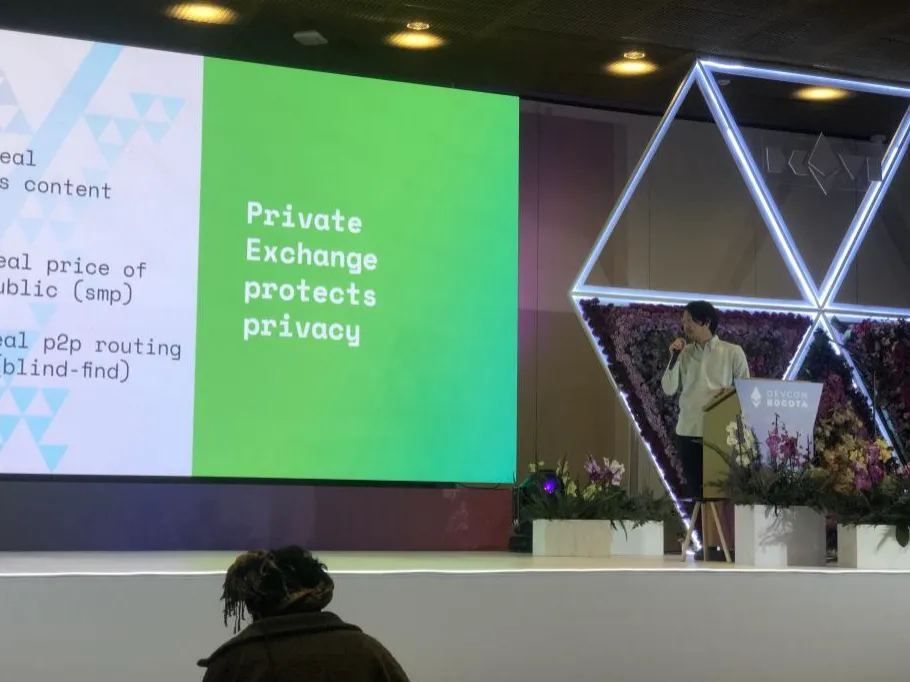 eal
s content
eal price of
ublic (smp)
eal p2p routing
(blind-find)
Private
Exchange
protects
privacy
DEVCON
BOGOTA